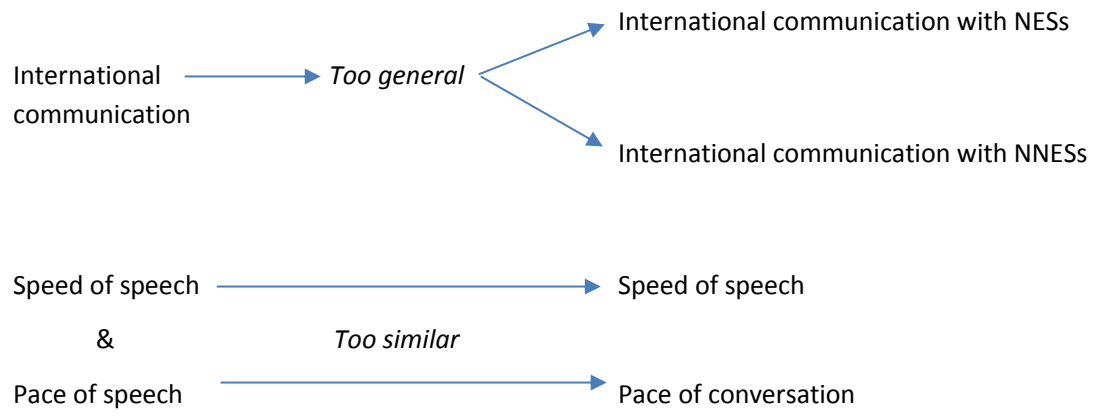 International communication with NESs
International
communication
Too general
International communication with NNESs
Speed of speech
Speed of speech
&
Too similar
Pace of speech
Pace of conversation